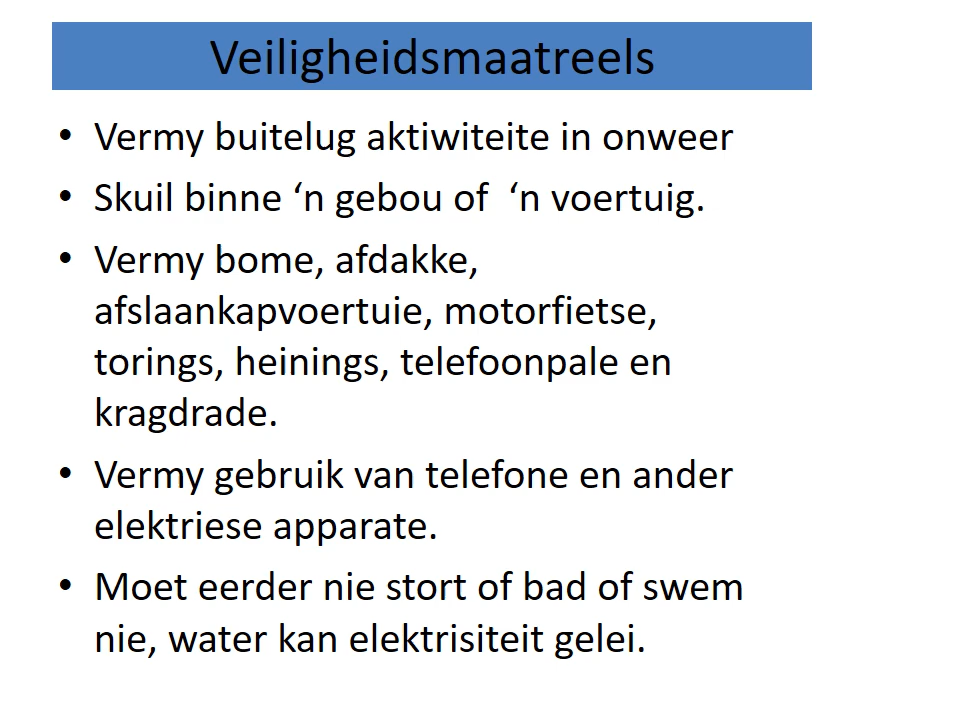 Veiligheidsmaatreels
• Vermy buitelug aktiwiteite in onweer
• Skuil binne ‘n gebou of  ‘n voertuig.
• Vermy bome, afdakke,
afslaankapvoertuie, motorfietse,
torings, heinings, telefoonpale en
kragdrade.
• Vermy gebruik van telefone en ander
elektriese apparate.
• Moet eerder nie stort of bad of swem
nie, water kan elektrisiteit gelei.